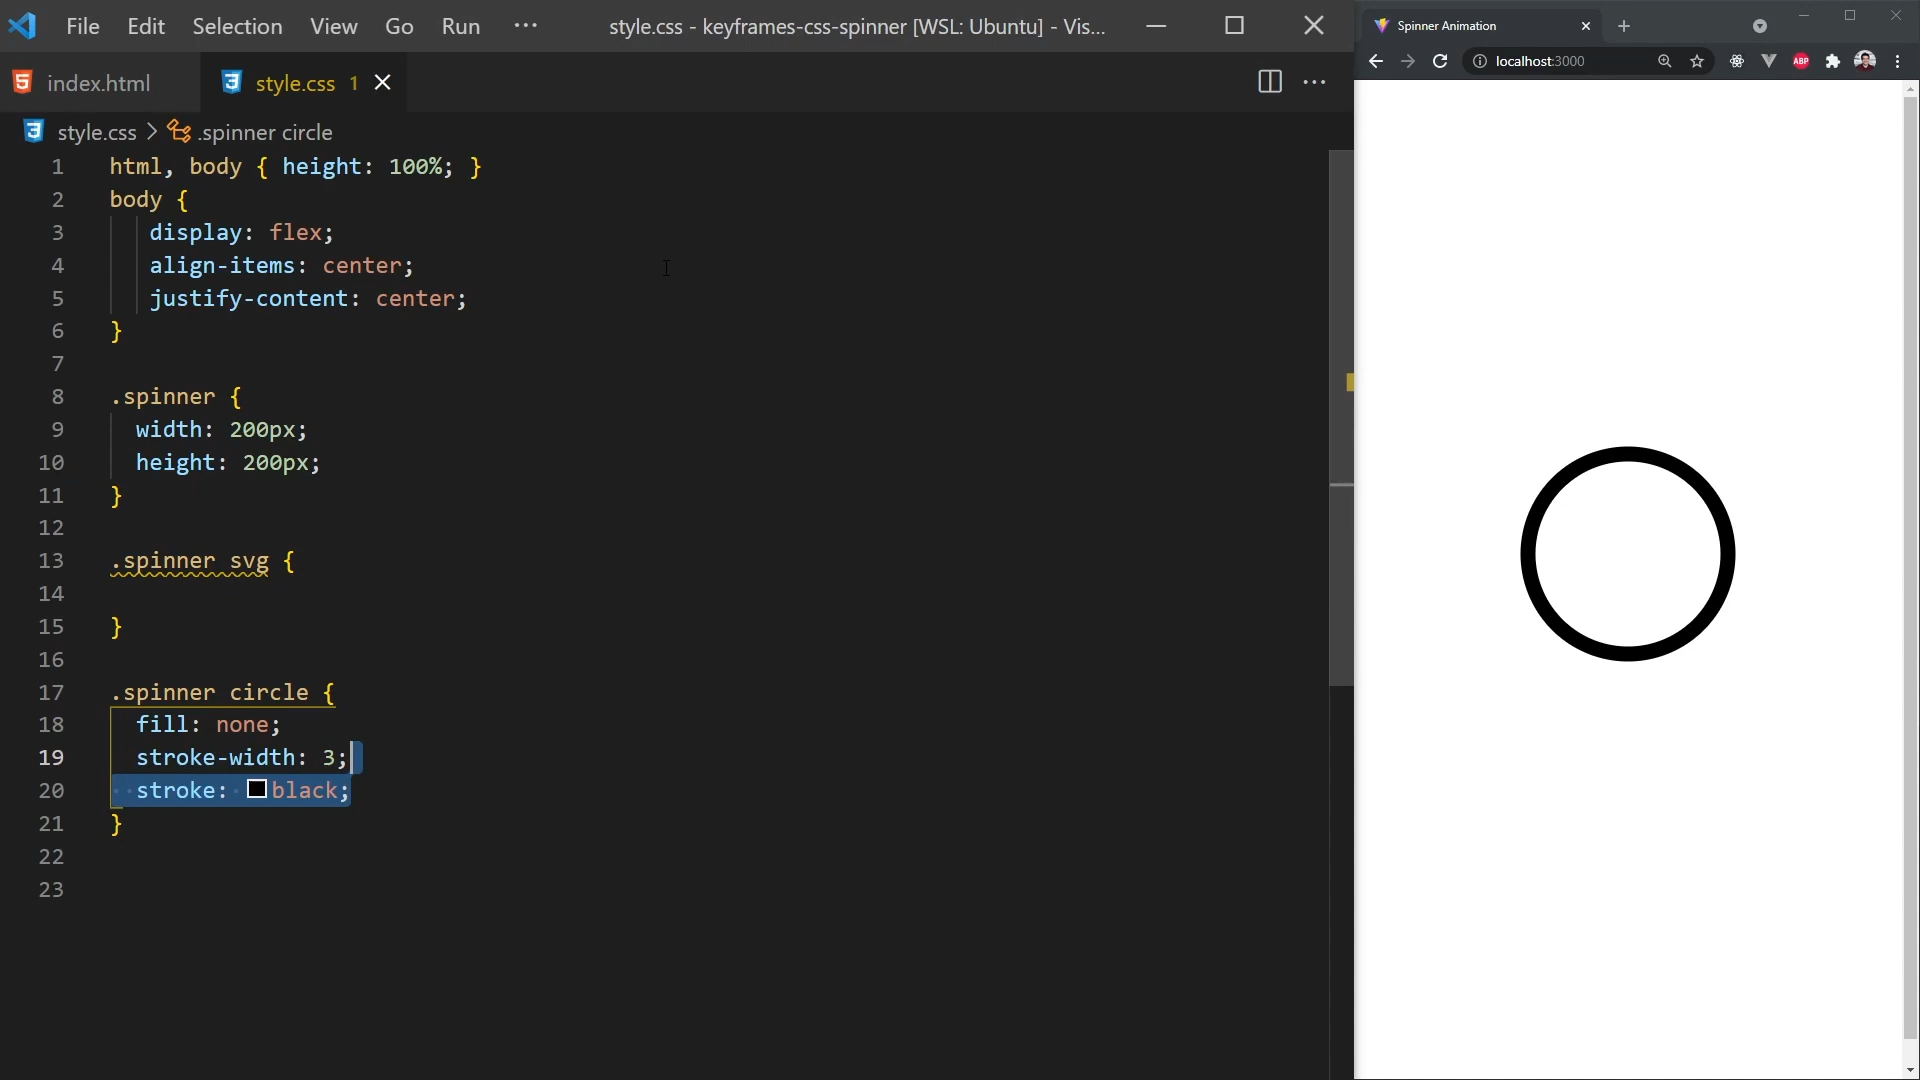 File Edit Selection View Go Run ··· style.css - keyframes-css-spinner [WSL: Ubuntu] - Vis...
index.html style.css 1
style.css > .spinner circle
1 html, body { height: 100%; }
2 body {
3 display: flex;
4 align-items: center;
5 justify-content: center;
6 }
7
8 .spinner {
9 width: 200px;
10 height: 200px;
11 }
12
13 .spinner svg {
14
15 }
16
17 .spinner circle {
18 fill: none;
19 stroke-width: 3;
20 stroke: black;
21 }
22
23
Spinner Animation
localhost:3000
ABP